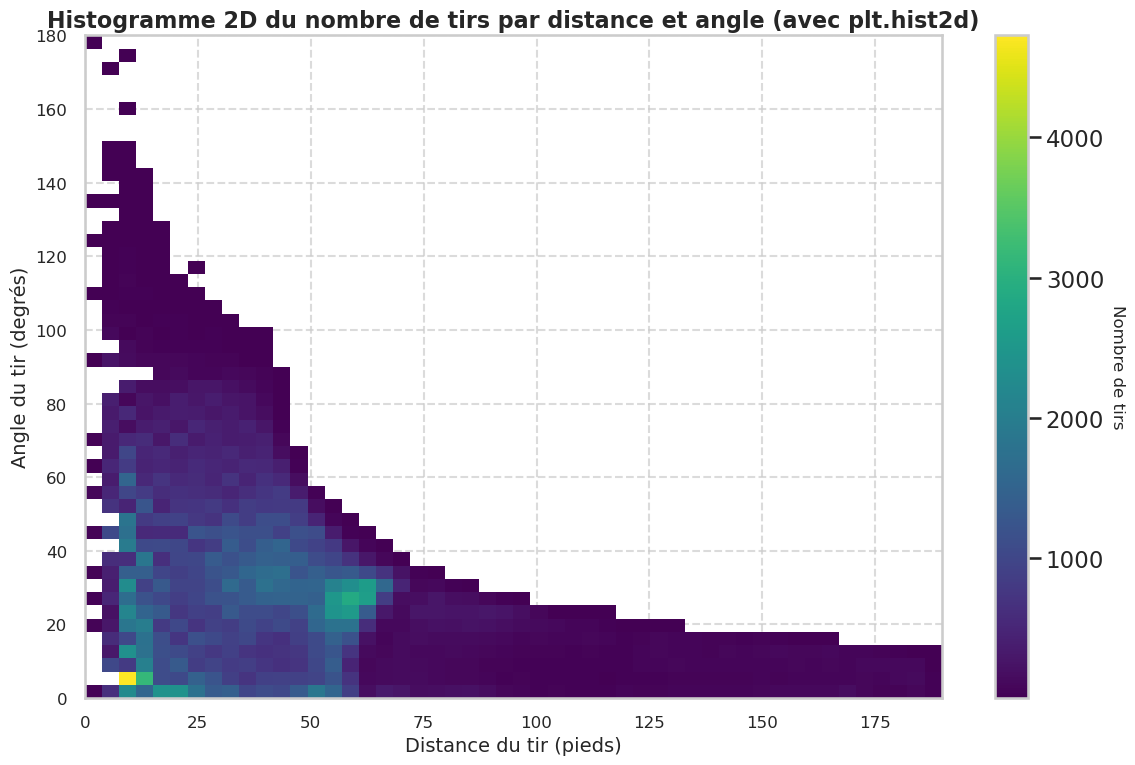 Histogramme 2D du nombre de tirs par distance et angle (avec plt.hist2d)
180
160
140
120
100
80
60
40
20
0
Angle du tir (degrés)
0 25 50 75 100 125 150 175
Distance du tir (pieds)
4000
3000
2000
1000
Nombre de tirs